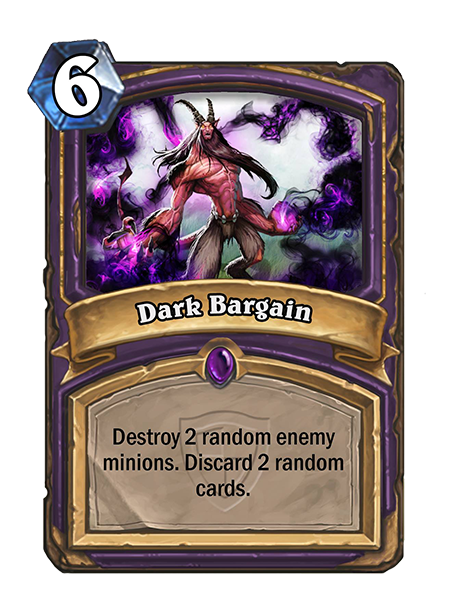 6
Dark Bargain
Destroy 2 random enemy
minions. Discard 2 random
cards.